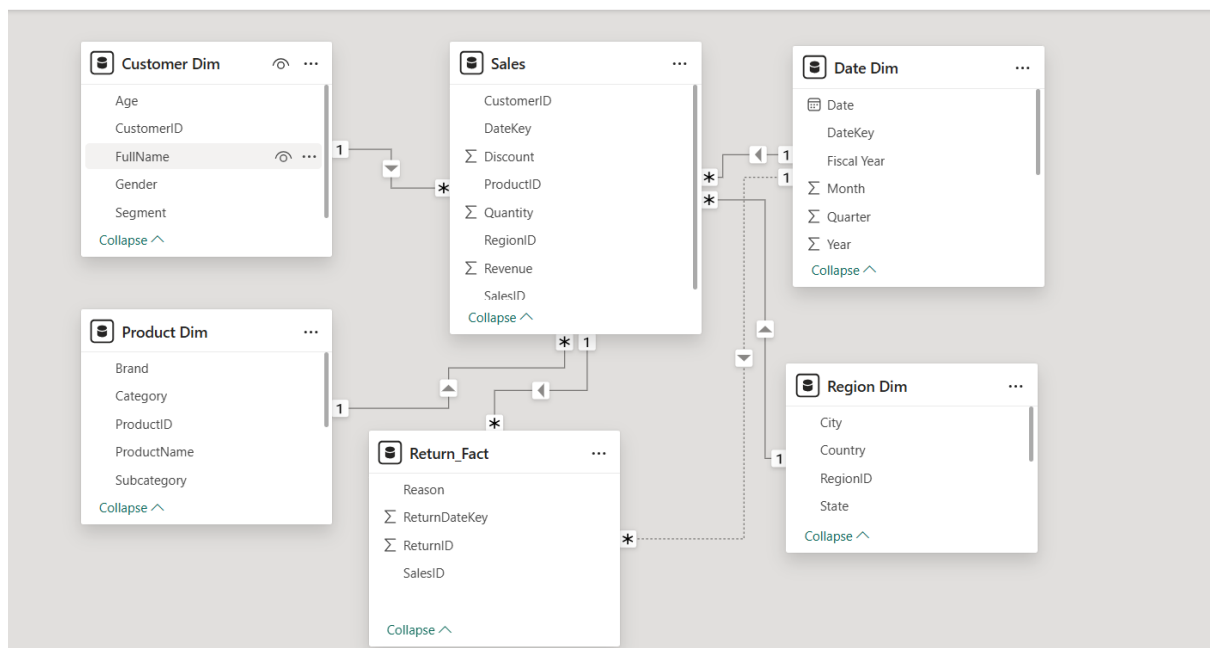 Customer Dim
Age
CustomerID
FullName
Gender
Segment
Collapse
Sales
CustomerID
DateKey
Discount
ProductID
Quantity
RegionID
Revenue
SalesID
Collapse
Date Dim
Date
DateKey
Fiscal Year
Month
Quarter
Year
Collapse
Product Dim
Brand
Category
ProductID
ProductName
Subcategory
Collapse
Return_Fact
Reason
ReturnDateKey
ReturnID
SalesID
Collapse
Region Dim
City
Country
RegionID
State
Collapse
1
*
*
1
1
*
*
1
1
*
*
1